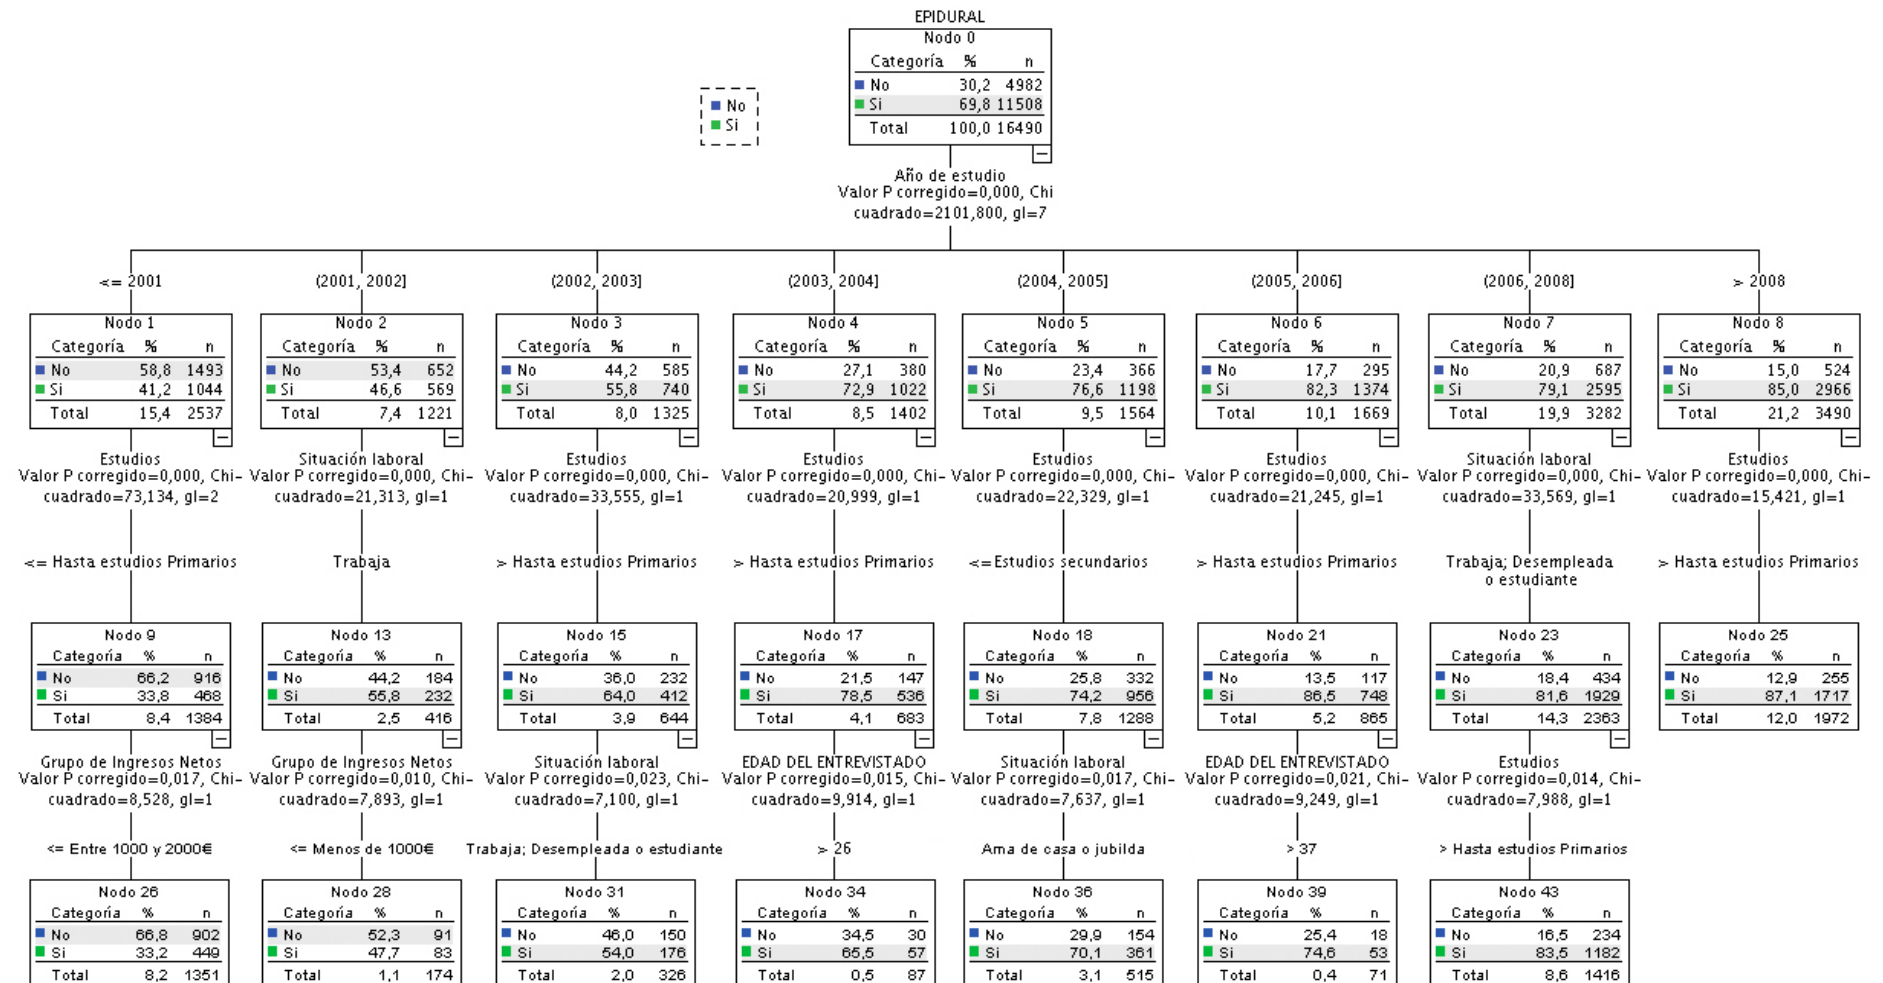 EPIDURAL
Nodo 0
Categoría % n
No 30,2 4982
Si 69,8 11508
Total 100,0 16490
No
Si
Año de estudio
Valor P corregido=0,000, Chi
cuadrado=2101,800, gl=7
<= 2001
(2001, 2002]
(2002, 2003]
(2003, 2004]
(2004, 2005]
(2005, 2006]
(2006, 2008]
> 2008
Nodo 1
Categoría % n
No 58,8 1493
Si 41,2 1044
Total 15,4 2537
Nodo 2
Categoría % n
No 53,4 652
Si 46,6 569
Total 7,4 1221
Nodo 3
Categoría % n
No 44,2 585
Si 55,8 740
Total 8,0 1325
Nodo 4
Categoría % n
No 27,1 380
Si 72,9 1022
Total 8,5 1402
Nodo 5
Categoría % n
No 23,4 366
Si 76,6 1198
Total 9,5 1564
Nodo 6
Categoría % n
No 17,7 295
Si 82,3 1374
Total 10,1 1669
Nodo 7
Categoría % n
No 20,9 687
Si 79,1 2595
Total 19,9 3282
Nodo 8
Categoría % n
No 15,0 524
Si 85,0 2966
Total 21,2 3490
Estudios
Valor P corregido=0,000, Chi-
cuadrado=73,134, gl=2
Situación laboral
Valor P corregido=0,000, Chi-
cuadrado=21,313, gl=1
Estudios
Valor P corregido=0,000, Chi-
cuadrado=33,555, gl=1
Estudios
Valor P corregido=0,000, Chi-
cuadrado=20,999, gl=1
Estudios
Valor P corregido=0,000, Chi-
cuadrado=22,329, gl=1
Estudios
Valor P corregido=0,000, Chi-
cuadrado=21,245, gl=1
Situación laboral
Valor P corregido=0,000, Chi-
cuadrado=33,569, gl=1
Estudios
Valor P corregido=0,000, Chi-
cuadrado=15,421, gl=1
<= Hasta estudios Primarios
Trabaja
> Hasta estudios Primarios
> Hasta estudios Primarios
<=Estudios secundarios
> Hasta estudios Primarios
Trabaja; Desempleada
o estudiante
> Hasta estudios Primarios
Nodo 9
Categoría % n
No 66,2 916
Si 33,8 468
Total 8,4 1384
Nodo 13
Categoría % n
No 44,2 184
Si 55,8 232
Total 2,5 416
Nodo 15
Categoría % n
No 36,0 232
Si 64,0 412
Total 3,9 644
Nodo 17
Categoría % n
No 21,5 147
Si 78,5 536
Total 4,1 683
Nodo 18
Categoría % n
No 25,8 332
Si 74,2 956
Total 7,8 1288
Nodo 21
Categoría % n
No 13,5 117
Si 86,5 748
Total 5,2 865
Nodo 23
Categoría % n
No 18,4 434
Si 81,6 1929
Total 14,3 2363
Nodo 25
Categoría % n
No 12,9 255
Si 87,1 1717
Total 12,0 1972
Grupo de Ingresos Netos
Valor P corregido=0,017, Chi-
cuadrado=8,528, gl=1
Grupo de Ingresos Netos
Valor P corregido=0,010, Chi-
cuadrado=7,893, gl=1
Situación laboral
Valor P corregido=0,023, Chi-
cuadrado=7,100, gl=1
EDAD DEL ENTREVISTADO
Valor P corregido=0,015, Chi-
cuadrado=9,914, gl=1
Situación laboral
Valor P corregido=0,017, Chi-
cuadrado=7,637, gl=1
EDAD DEL ENTREVISTADO
Valor P corregido=0,021, Chi-
cuadrado=9,249, gl=1
Estudios
Valor P corregido=0,014, Chi-
cuadrado=7,988, gl=1
<= Entre 1000 y 2000€
<= Menos de 1000€
Trabaja; Desempleada o estudiante
> 26
Ama de casa o jubilda
> 37
> Hasta estudios Primarios
Nodo 26
Categoría % n
No 66,8 902
Si 33,2 449
Total 8,2 1351
Nodo 28
Categoría % n
No 52,3 91
Si 47,7 83
Total 1,1 174
Nodo 31
Categoría % n
No 46,0 150
Si 54,0 176
Total 2,0 326
Nodo 34
Categoría % n
No 34,5 30
Si 65,5 57
Total 0,5 87
Nodo 36
Categoría % n
No 29,9 154
Si 70,1 361
Total 3,1 515
Nodo 39
Categoría % n
No 25,4 18
Si 74,6 53
Total 0,4 71
Nodo 43
Categoría % n
No 16,5 234
Si 83,5 1182
Total 8,6 1416